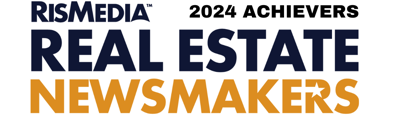 RISMEDIA™ 2024 ACHIEVERS
REAL ESTATE
NEWSMAKERS